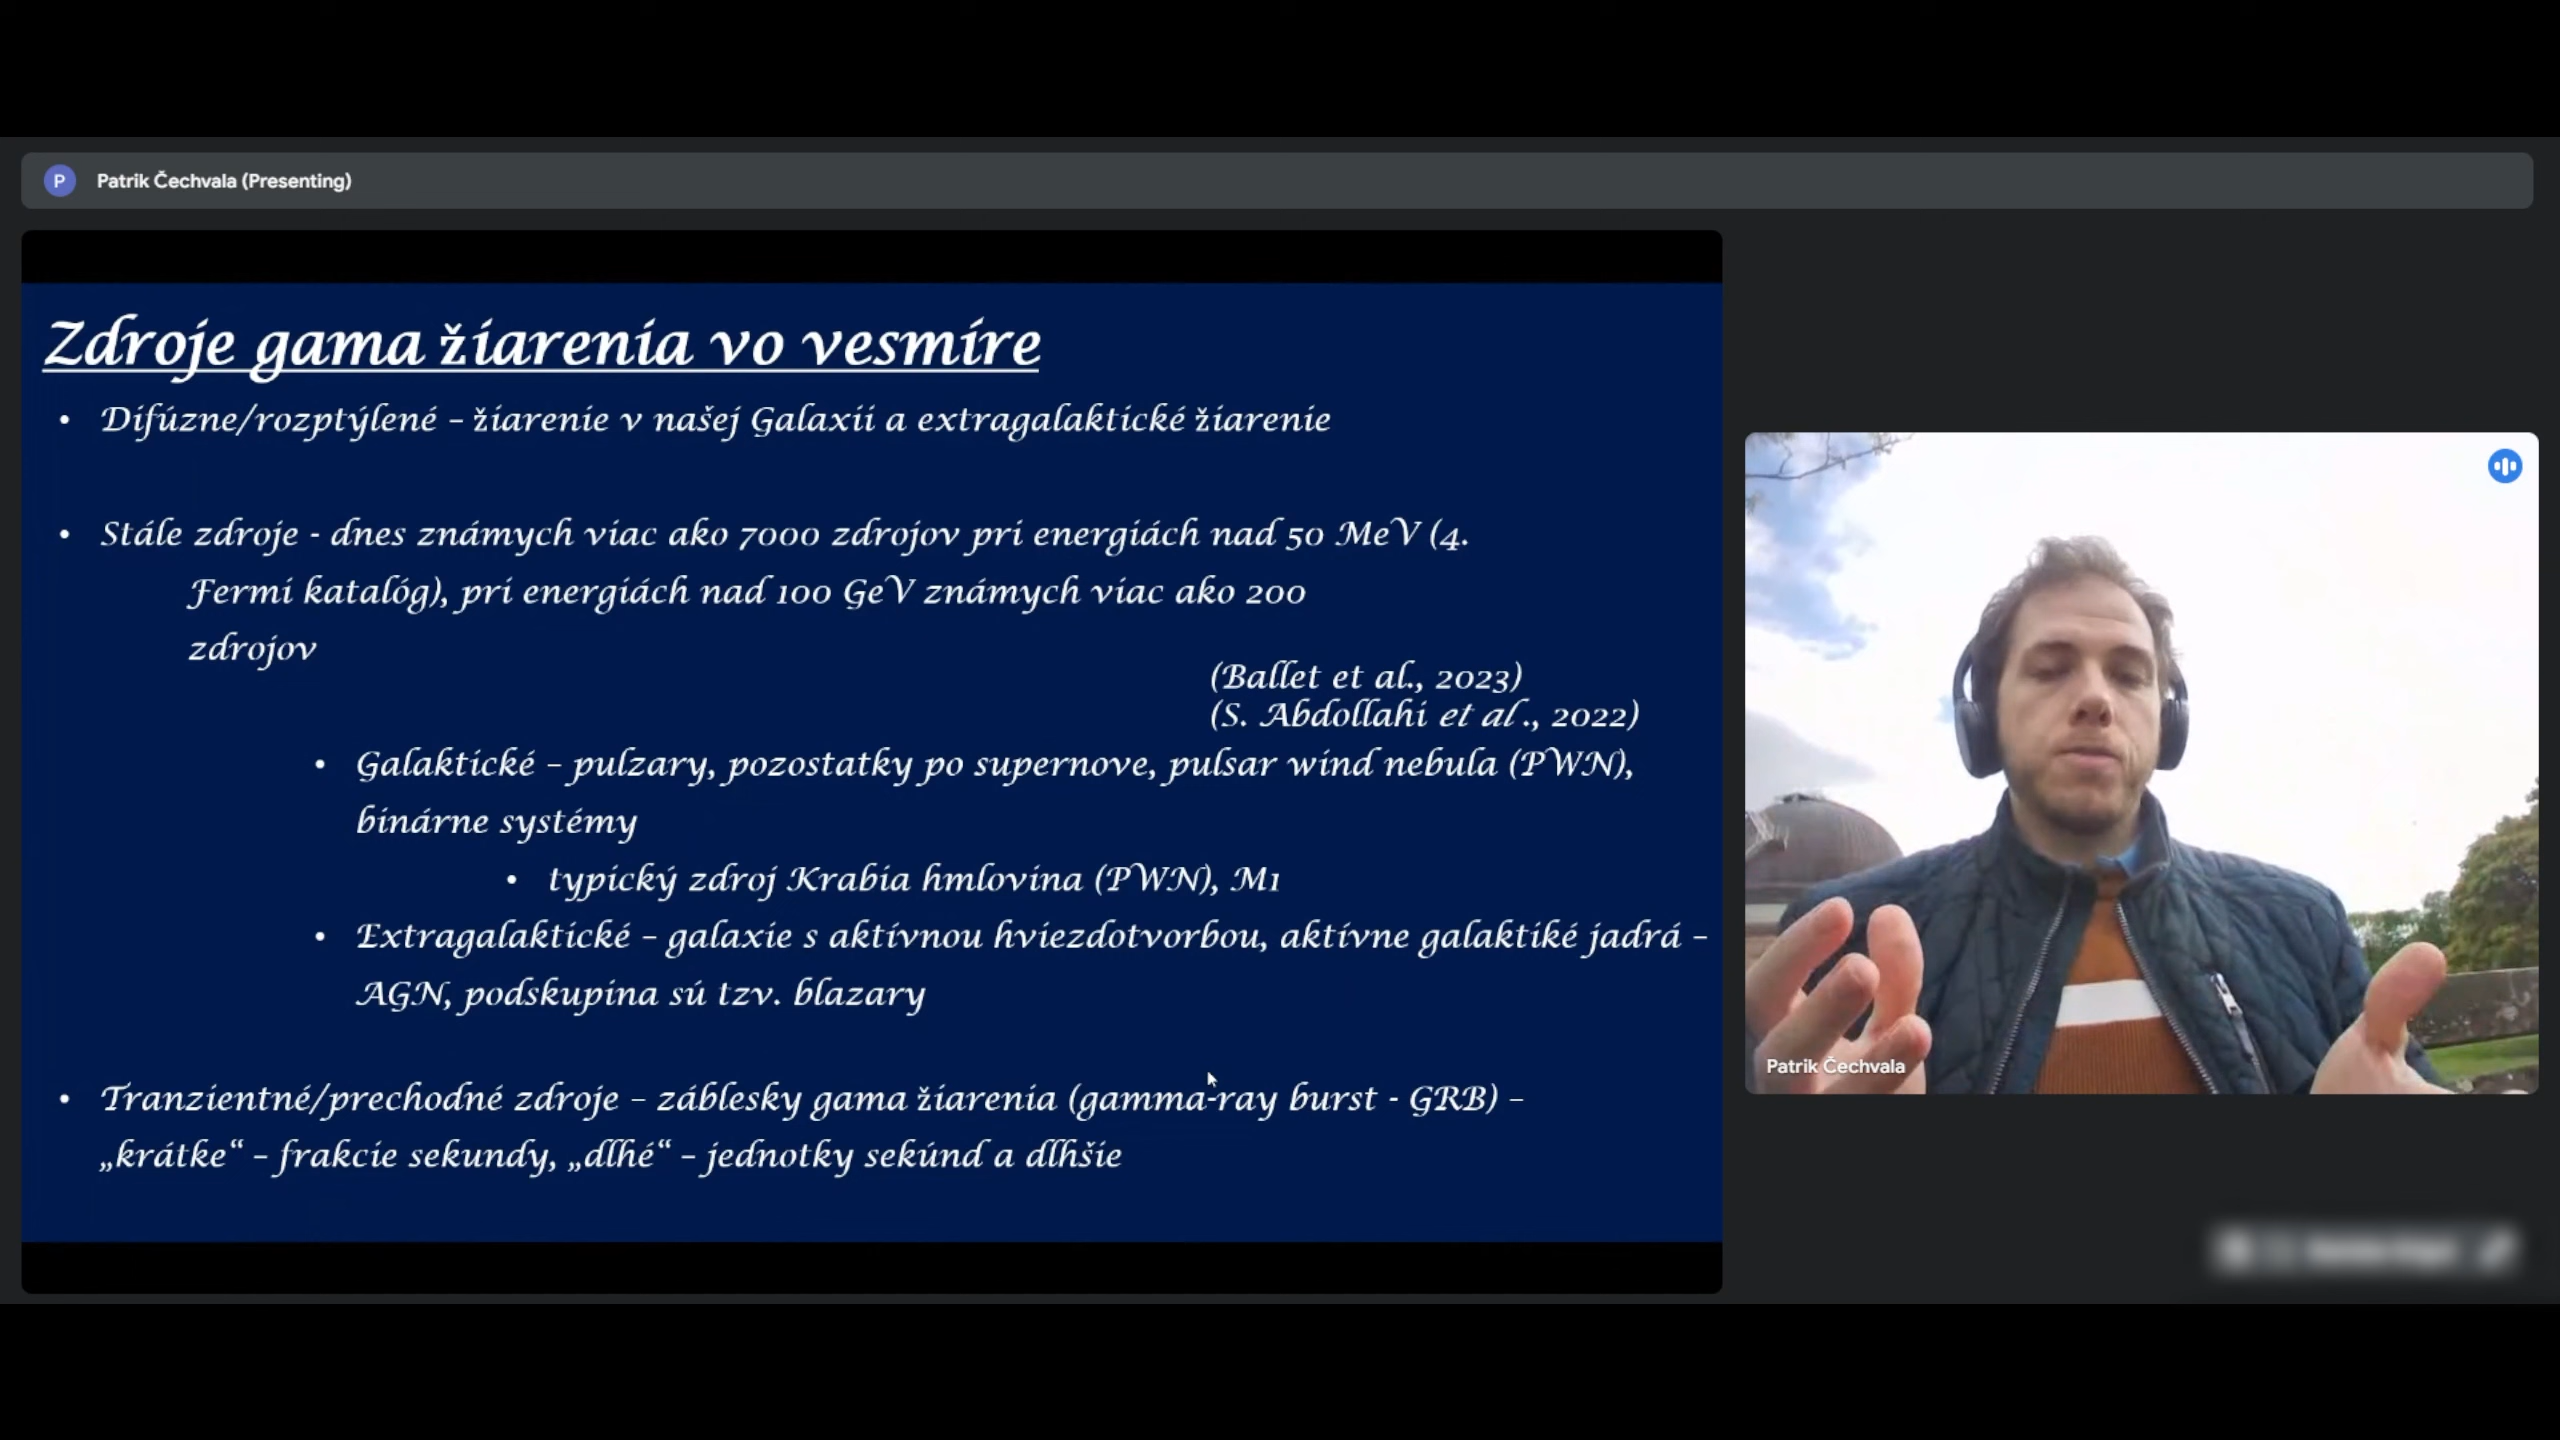 P Patrik Čechvala (Presenting)
Zdroje gama žiarenia vo vesmíre
• Difúzne/rozptýlené – žiarenie v našej Galaxii a extragalaktické žiarenie
• Stále zdroje - dnes známych viac ako 7000 zdrojov pri energiách nad 50 MeV (4.
Fermi katalóg), pri energiách nad 100 GeV známych viac ako 200
zdrojov
(Ballet et al., 2023)
(S. Abdollahi et al., 2022)
• Galaktické – pulzary, pozostatky po supernove, pulsar wind nebula (PWN),
binárne systémy
• typický zdroj Krabia hmlovina (PWN), M1
• Extragalaktické – galaxie s aktívnou hviezdotvorbou, aktívne galaktiké jadrá –
AGN, podskupina sú tzv. blazary
• Tranzientné/prechodné zdroje – záblesky gama žiarenia (gamma-ray burst - GRB) –
„krátke“ – frakcie sekundy, „dlhé“ – jednotky sekúnd a dlhšie
Patrik Čechvala